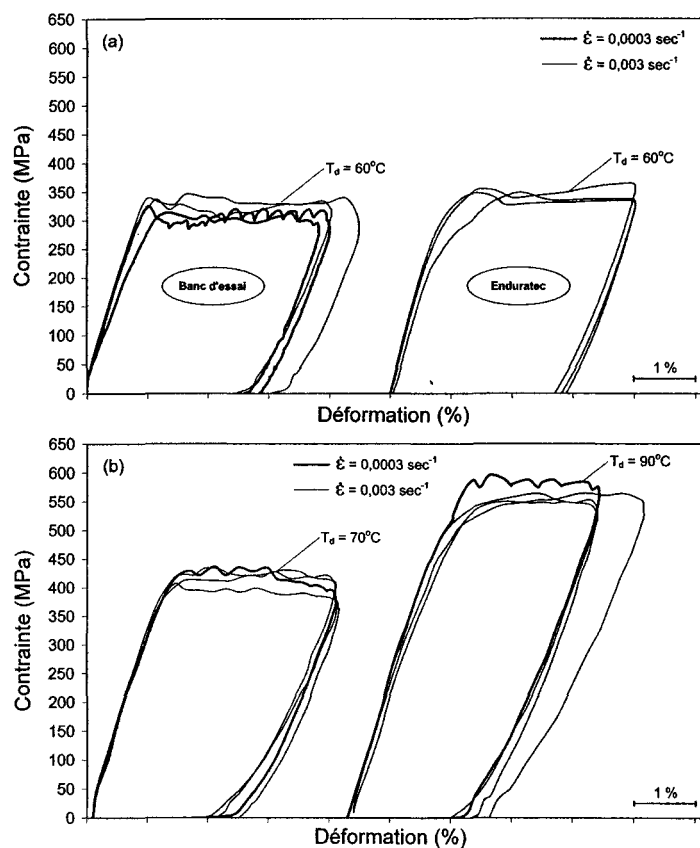 (a)
ε̇ = 0,0003 sec⁻¹
ε̇ = 0,003 sec⁻¹
Contrainte (MPa)
650
600
550
500
450
400
350
300
250
200
150
100
50
0
T_d = 60°C
T_d = 60°C
Banc d'essai
Enduratec
1 %
Déformation (%)
(b)
ε̇ = 0,0003 sec⁻¹
ε̇ = 0,003 sec⁻¹
Contrainte (MPa)
650
600
550
500
450
400
350
300
250
200
150
100
50
0
T_d = 70°C
T_d = 90°C
1 %
Déformation (%)